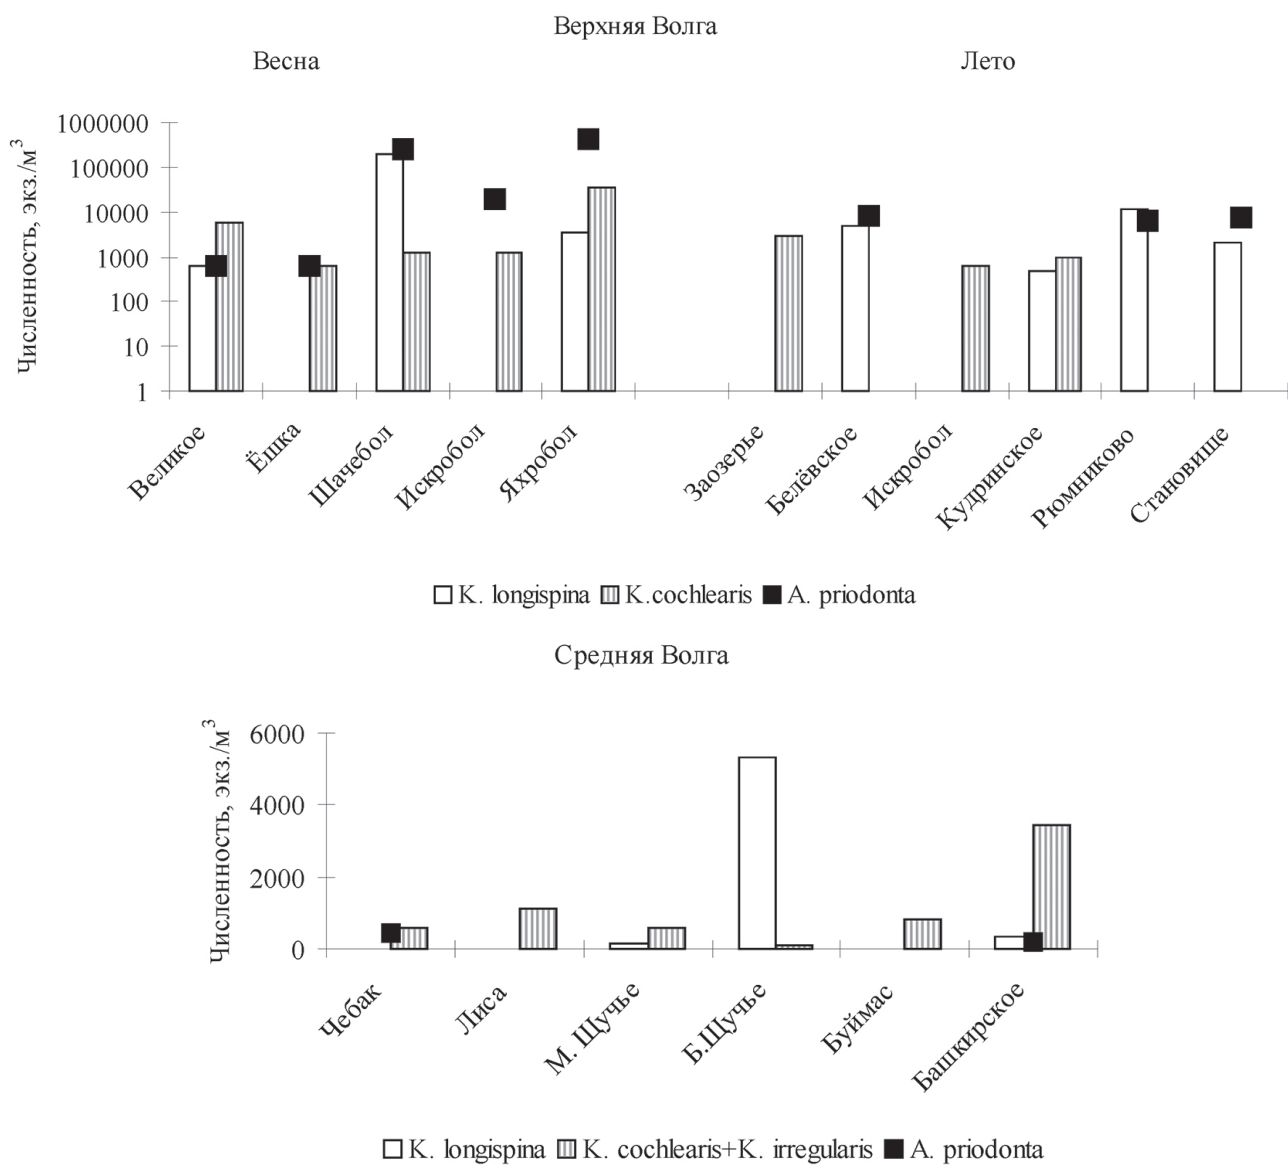 Верхняя Волга
Весна
Лето
Численность, экз./м³
1000000
100000
10000
1000
100
10
1
Великое
Ёшка
Шачебол
Искробол
Яхробол
Заозерье
Белёвское
Искробол
Кудринское
Рюмниково
Становище
K. longispina K.cochlearis A. priodonta
Средняя Волга
Численность, экз./м³
6000
4000
2000
0
Чебак
Лиса
М. Щучье
Б.Щучье
Буймас
Башкирское
K. longispina K. cochlearis+K. irregularis A. priodonta